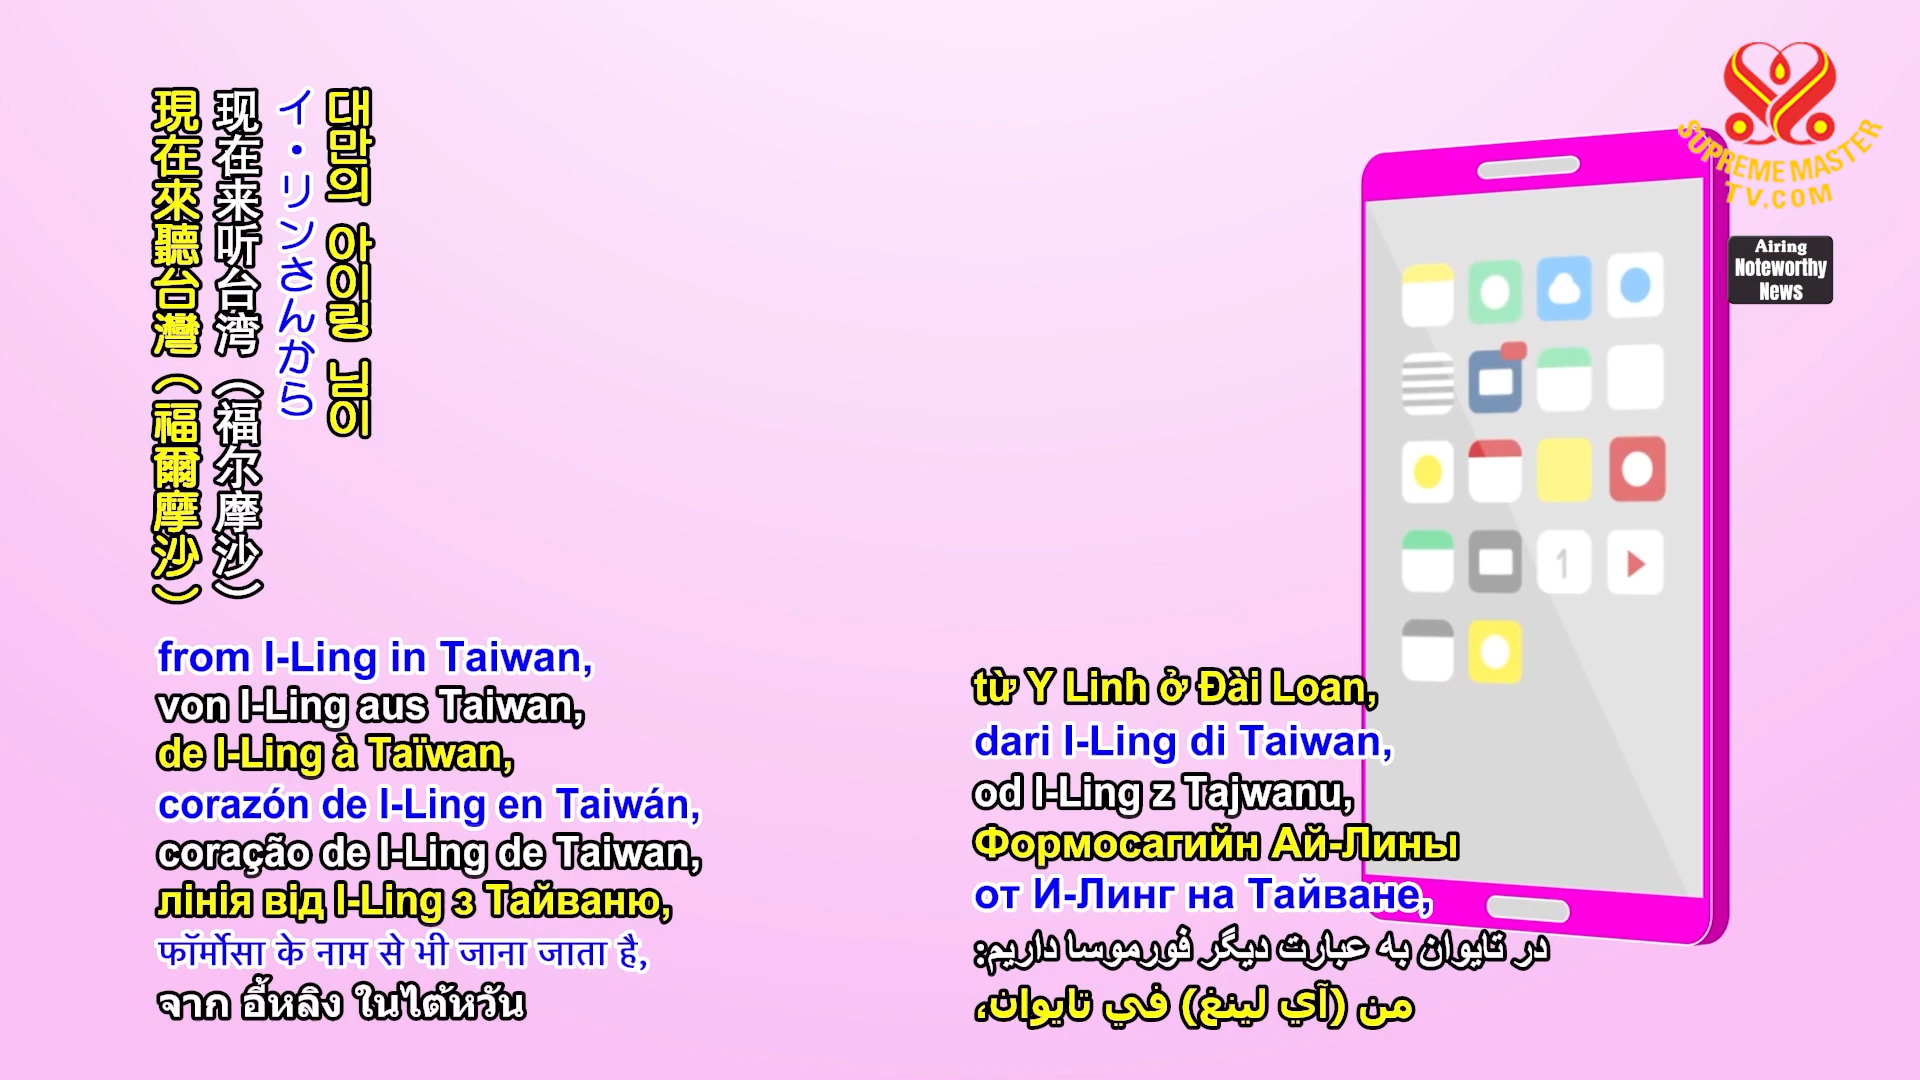 現在來聽台灣（福爾摩沙）
现在来听台湾（福尔摩沙）
イ・リンさんから
대만의 아이링 님이
from I-Ling in Taiwan,
von I-Ling aus Taiwan,
de I-Ling à Taïwan,
corazón de I-Ling en Taiwán,
coração de I-Ling de Taiwan,
лінія від I-Ling з Тайваню,
फॉर्मोसा के नाम से भी जाना जाता है,
จาก อี้หลิง ในไต้หวัน
từ Y Linh ở Đài Loan,
dari I-Ling di Taiwan,
od I-Ling z Tajwanu,
Формосагийн Ай-Лины
от И-Линг на Тайване,
در تایوان به عبارت دیگر فورموسا داریم:
من (آي لينغ) في تايوان،
SUPREME MASTER
TV.COM
Airing
Noteworthy
News
1